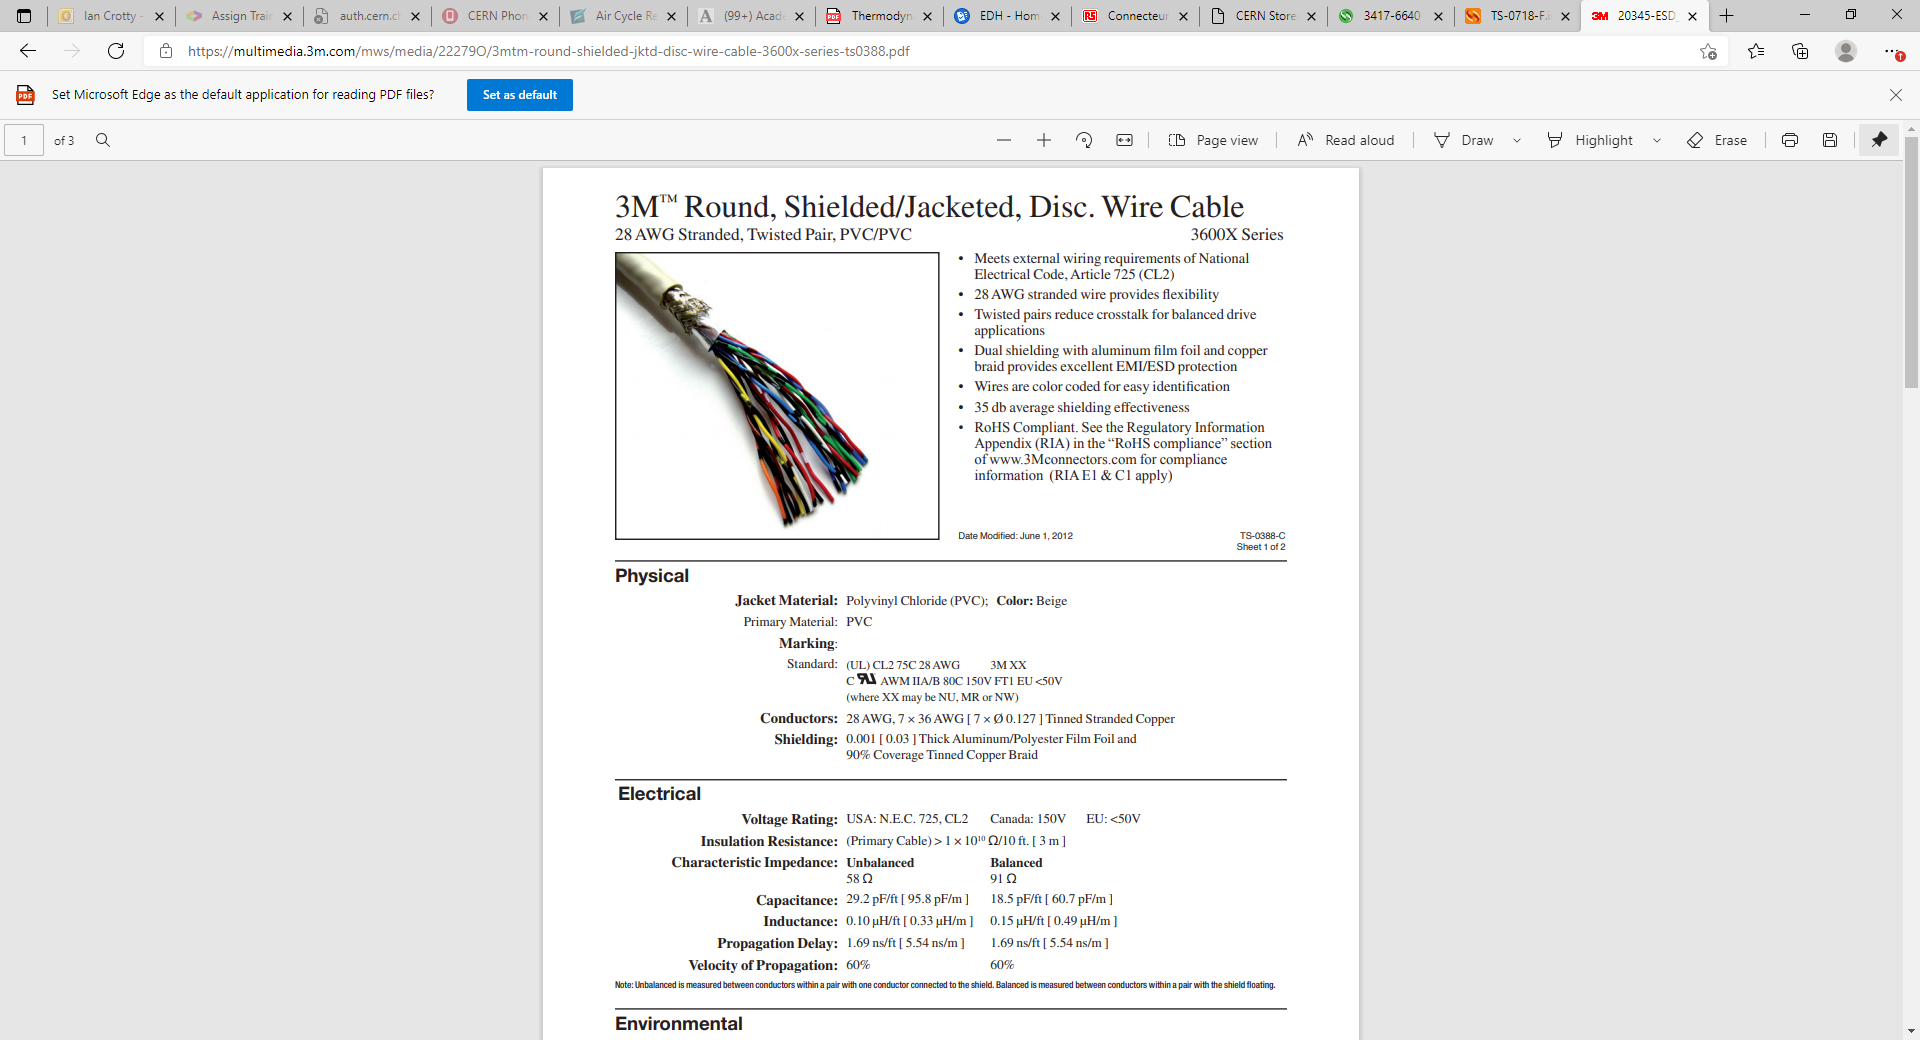 Ian Crotty -
Assign Train
auth.cern.ch
CERN Phon
Air Cycle Re
(99+) Acade
Thermodyn
EDH - Hom
Connecteur
CERN Store
3417-6640
TS-0718-F.
20345-ESD_
https://multimedia.3m.com/mws/media/22279O/3mtm-round-shielded-jktd-disc-wire-cable-3600x-series-ts0388.pdf
Set Microsoft Edge as the default application for reading PDF files?
Set as default
1 of 3
Page view
Read aloud
Draw
Highlight
Erase
3M™ Round, Shielded/Jacketed, Disc. Wire Cable
28 AWG Stranded, Twisted Pair, PVC/PVC 3600X Series
• Meets external wiring requirements of National
Electrical Code, Article 725 (CL2)
• 28 AWG stranded wire provides flexibility
• Twisted pairs reduce crosstalk for balanced drive
applications
• Dual shielding with aluminum film foil and copper
braid provides excellent EMI/ESD protection
• Wires are color coded for easy identification
• 35 db average shielding effectiveness
• RoHS Compliant. See the Regulatory Information
Appendix (RIA) in the “RoHS compliance” section
of www.3Mconnectors.com for compliance
information (RIA E1 & C1 apply)
Date Modified: June 1, 2012 TS-0388-C
Sheet 1 of 2
Physical
Jacket Material: Polyvinyl Chloride (PVC); Color: Beige
Primary Material: PVC
Marking:
Standard: (UL) CL2 75C 28 AWG 3M XX
C AWM IIA/B 80C 150V FT1 EU <50V
(where XX may be NU, MR or NW)
Conductors: 28 AWG, 7 × 36 AWG [ 7 × Ø 0.127 ] Tinned Stranded Copper
Shielding: 0.001 [ 0.03 ] Thick Aluminum/Polyester Film Foil and
90% Coverage Tinned Copper Braid
Electrical
Voltage Rating: USA: N.E.C. 725, CL2 Canada: 150V EU: <50V
Insulation Resistance: (Primary Cable) > 1 × 10¹⁰ Ω/10 ft. [ 3 m ]
Characteristic Impedance: Unbalanced Balanced
58 Ω 91 Ω
Capacitance: 29.2 pF/ft [ 95.8 pF/m ] 18.5 pF/ft [ 60.7 pF/m ]
Inductance: 0.10 µH/ft [ 0.33 µH/m ] 0.15 µH/ft [ 0.49 µH/m ]
Propagation Delay: 1.69 ns/ft [ 5.54 ns/m ] 1.69 ns/ft [ 5.54 ns/m ]
Velocity of Propagation: 60% 60%
Note: Unbalanced is measured between conductors within a pair with one conductor connected to the shield. Balanced is measured between conductors within a pair with the shield floating.
Environmental